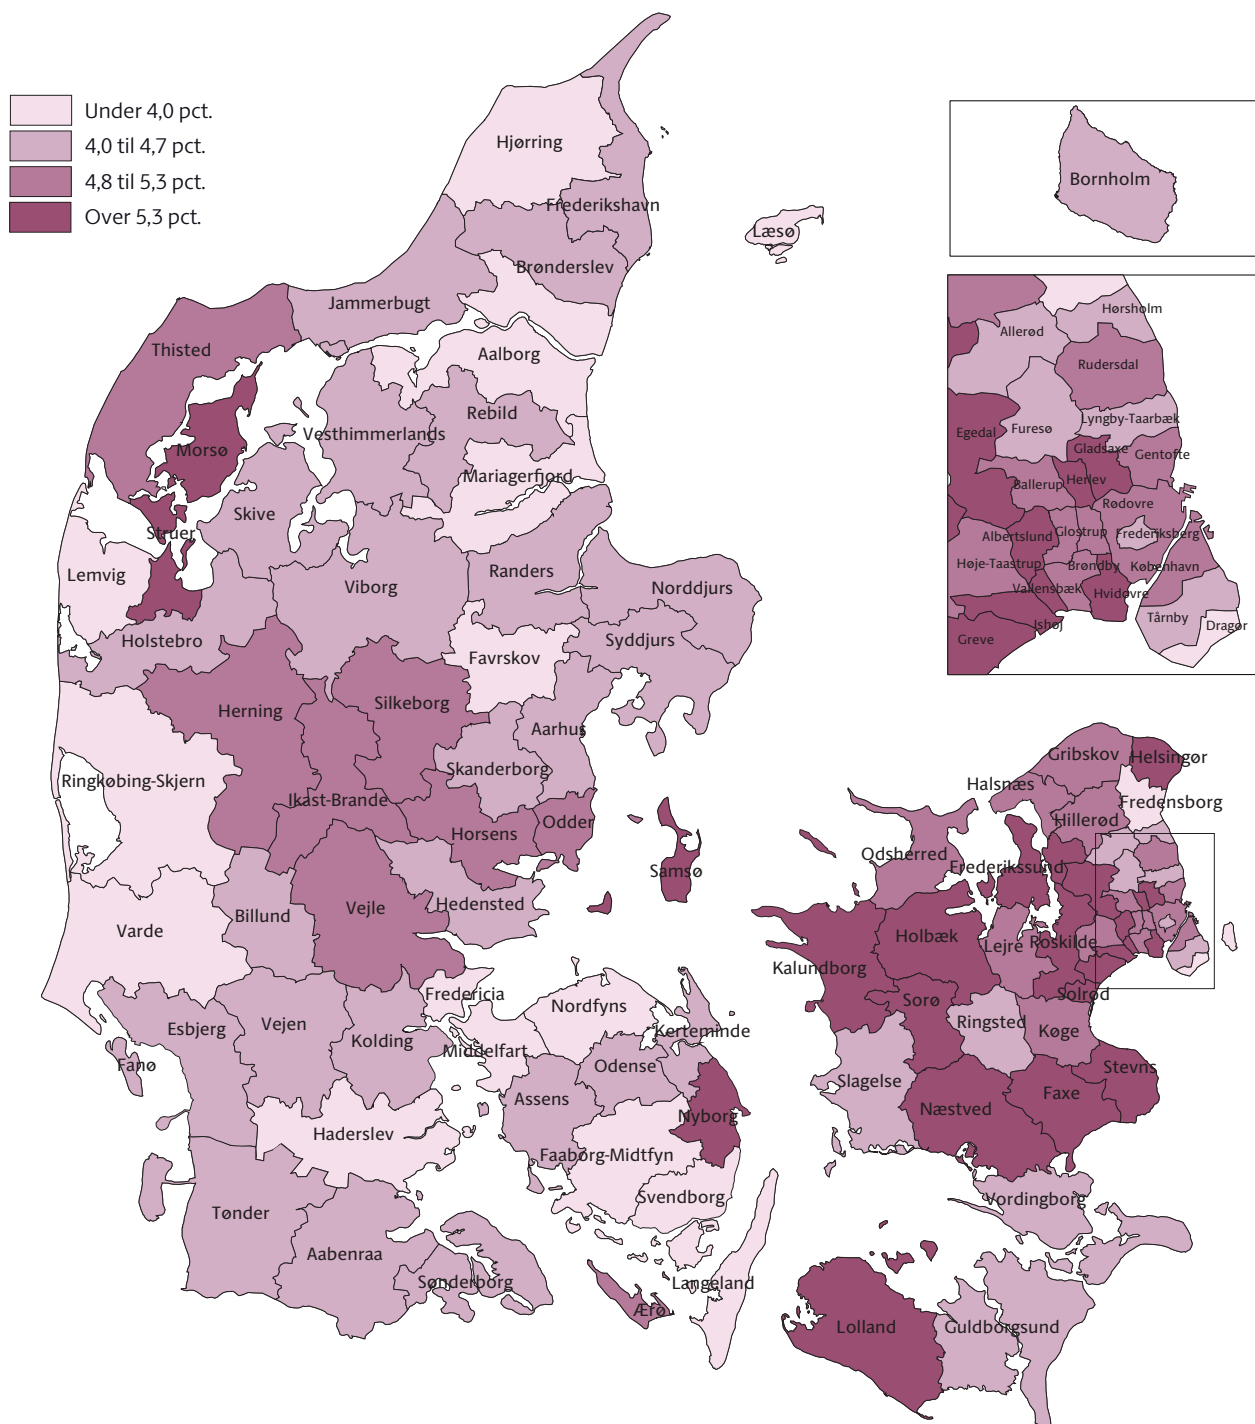 Under 4,0 pct.
4,0 til 4,7 pct.
4,8 til 5,3 pct.
Over 5,3 pct.
Hjørring
Frederikshavn
Læsø
Brønderslev
Jammerbugt
Thisted
Aalborg
Rebild
Vesthimmerlands
Morsø
Mariagerfjord
Skive
Struer
Lemvig
Viborg
Randers
Norddjurs
Holstebro
Syddjurs
Favrskov
Silkeborg
Herning
Aarhus
Skanderborg
Ringkøbing-Skjern
Ikast-Brande
Horsens
Odder
Samsø
Hedensted
Billund
Vejle
Varde
Fredericia
Nordfyns
Esbjerg
Vejen
Kolding
Middelfart
Kerteminde
Fanø
Odense
Assens
Nyborg
Haderslev
Faaborg-Midtfyn
Svendborg
Tønder
Aabenraa
Sønderborg
Langeland
Ærø
Bornholm
Hørsholm
Allerød
Rudersdal
Lyngby-Taarbæk
Furesø
Egedal
Gladsaxe
Gentofte
Ballerup
Herlev
Rødovre
Albertslund
Glostrup
Frederiksberg
Høje-Taastrup
Brøndby
København
Vallensbæk
Hvidovre
Tårnby
Dragør
Ishøj
Greve
Gribskov
Helsingør
Halsnæs
Fredensborg
Hillerød
Odsherred
Frederikssund
Holbæk
Lejre
Roskilde
Kalundborg
Sorø
Solrød
Ringsted
Køge
Stevns
Slagelse
Faxe
Næstved
Vordingborg
Lolland
Guldborgsund